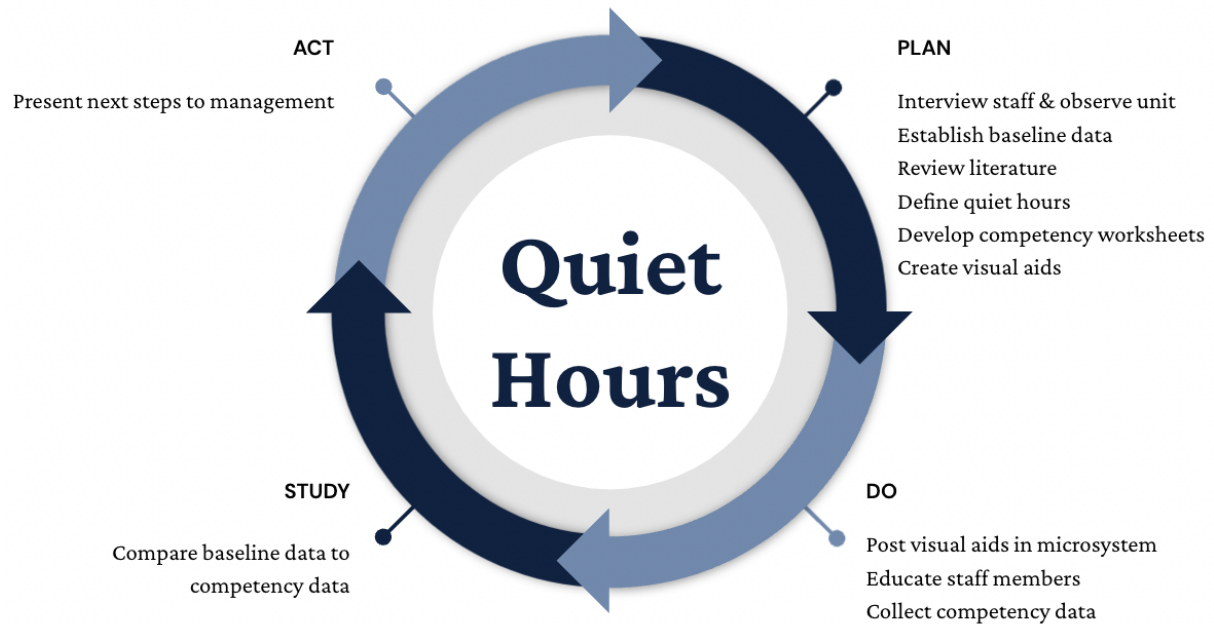 ACT
Present next steps to management
PLAN
Interview staff & observe unit
Establish baseline data
Review literature
Define quiet hours
Develop competency worksheets
Create visual aids
Quiet
Hours
STUDY
Compare baseline data to
competency data
DO
Post visual aids in microsystem
Educate staff members
Collect competency data